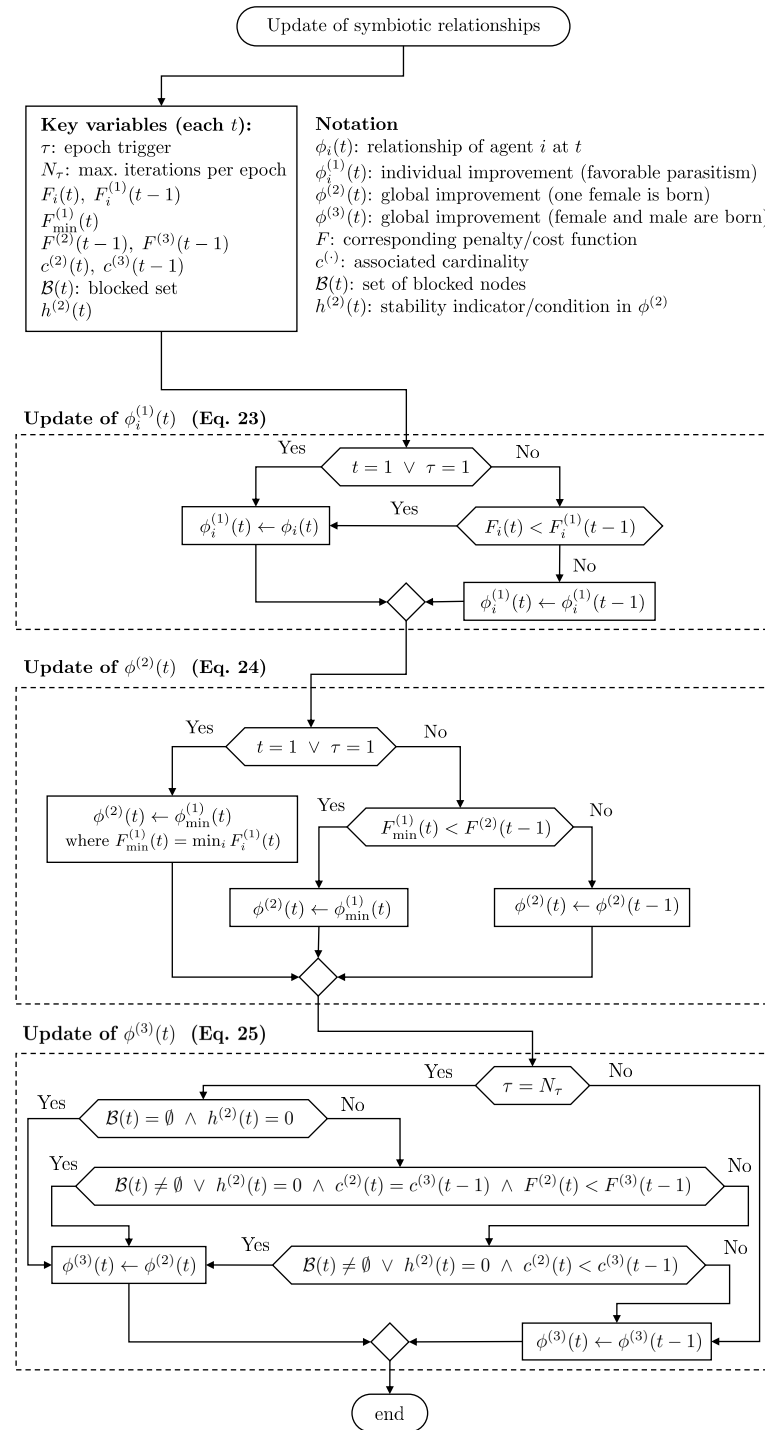 Update of symbiotic relationships
Key variables (each t):
τ: epoch trigger
N_τ: max. iterations per epoch
F_i(t), F_i^{(1)}(t−1)
F_min^{(1)}(t)
F^{(2)}(t−1), F^{(3)}(t−1)
c^{(2)}(t), c^{(3)}(t−1)
ℬ(t): blocked set
h^{(2)}(t)
Notation
ϕ_i(t): relationship of agent i at t
ϕ_i^{(1)}(t): individual improvement (favorable parasitism)
ϕ^{(2)}(t): global improvement (one female is born)
ϕ^{(3)}(t): global improvement (female and male are born)
F: corresponding penalty/cost function
c^{(·)}: associated cardinality
ℬ(t): set of blocked nodes
h^{(2)}(t): stability indicator/condition in ϕ^{(2)}
Update of ϕ_i^{(1)}(t) (Eq. 23)
Yes
t = 1 ∨ τ = 1
No
ϕ_i^{(1)}(t) ← ϕ_i(t)
Yes
F_i(t) < F_i^{(1)}(t−1)
No
ϕ_i^{(1)}(t) ← ϕ_i^{(1)}(t−1)
Update of ϕ^{(2)}(t) (Eq. 24)
Yes
t = 1 ∨ τ = 1
No
ϕ^{(2)}(t) ← ϕ_min^{(1)}(t)
where F_min^{(1)}(t) = min_i F_i^{(1)}(t)
Yes
F_min^{(1)}(t) < F^{(2)}(t−1)
No
ϕ^{(2)}(t) ← ϕ_min^{(1)}(t)
ϕ^{(2)}(t) ← ϕ^{(2)}(t−1)
Update of ϕ^{(3)}(t) (Eq. 25)
Yes
τ = N_τ
No
Yes
ℬ(t) = ∅ ∧ h^{(2)}(t) = 0
No
Yes
ℬ(t) ≠ ∅ ∨ h^{(2)}(t) = 0 ∧ c^{(2)}(t) = c^{(3)}(t−1) ∧ F^{(2)}(t) < F^{(3)}(t−1)
No
ϕ^{(3)}(t) ← ϕ^{(2)}(t)
Yes
ℬ(t) ≠ ∅ ∨ h^{(2)}(t) = 0 ∧ c^{(2)}(t) < c^{(3)}(t−1)
No
ϕ^{(3)}(t) ← ϕ^{(3)}(t−1)
end